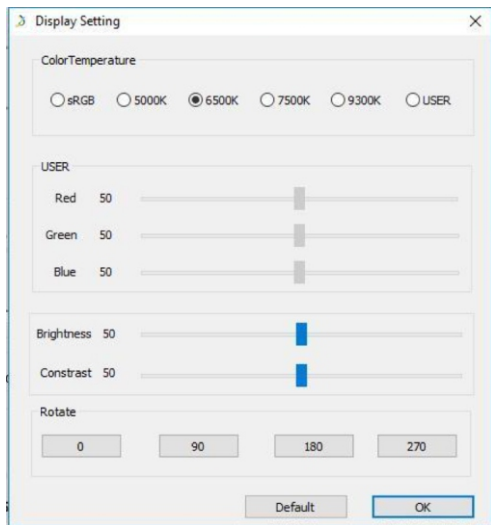 Display Setting
ColorTemperature
sRGB 5000K 6500K 7500K 9300K USER
USER
Red 50
Green 50
Blue 50
Brightness 50
Constrast 50
Rotate
0 90 180 270
Default OK